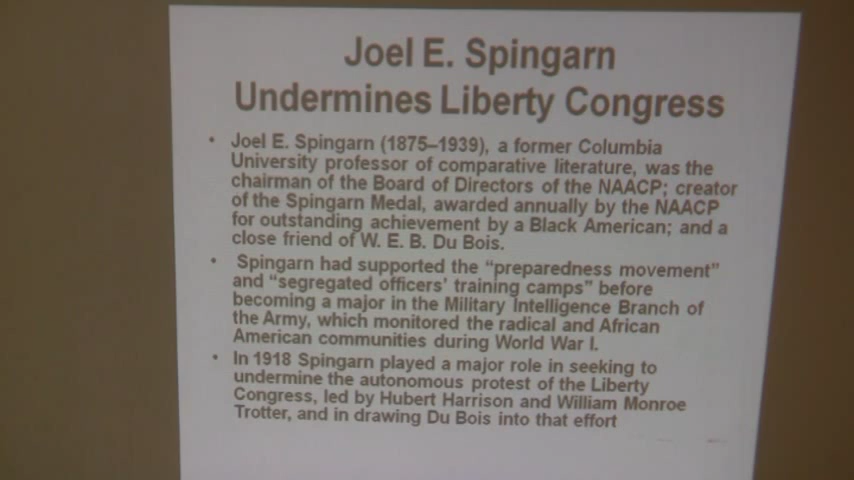 Joel E. Spingarn
Undermines Liberty Congress
• Joel E. Spingarn (1875–1939), a former Columbia
University professor of comparative literature, was the
chairman of the Board of Directors of the NAACP; creator
of the Spingarn Medal, awarded annually by the NAACP
for outstanding achievement by a Black American; and a
close friend of W. E. B. Du Bois.
• Spingarn had supported the “preparedness movement”
and “segregated officers’ training camps” before
becoming a major in the Military Intelligence Branch of
the Army, which monitored the radical and African
American communities during World War I.
• In 1918 Spingarn played a major role in seeking to
undermine the autonomous protest of the Liberty
Congress, led by Hubert Harrison and William Monroe
Trotter, and in drawing Du Bois into that effort